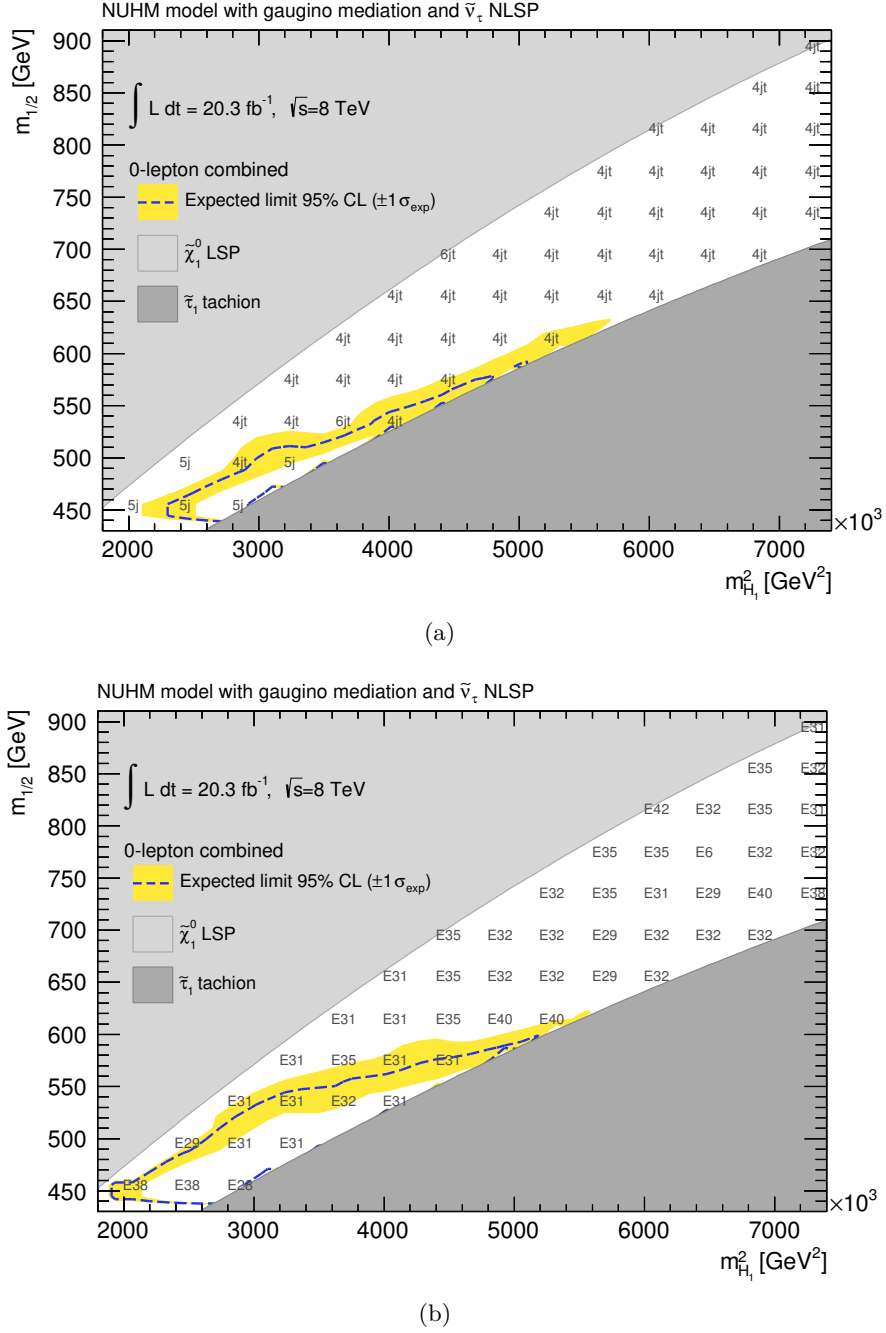 NUHM model with gaugino mediation and ν̃τ NLSP
m1/2 [GeV]
900
4jt
850
4jt 4jt
∫ L dt = 20.3 fb-1, √s=8 TeV
800
4jt 4jt 4jt 4jt
0-lepton combined
4jt 4jt 4jt 4jt 4jt
Expected limit 95% CL (±1 σexp)
750
4jt 4jt 4jt 4jt 4jt 4jt
χ̃01 LSP
700
6jt 4jt 4jt 4jt 4jt 4jt 4jt
τ̃1 tachion
650
4jt 4jt 4jt 4jt 4jt 4jt
600
4jt 4jt 4jt 4jt 4jt
4jt 4jt 4jt 4jt
550
4jt 4jt 6jt 4jt
500
5j 4jt 5j
450
5j 5j 5j
2000 3000 4000 5000 6000 7000
×10³
m²H1 [GeV²]
(a)
NUHM model with gaugino mediation and ν̃τ NLSP
m1/2 [GeV]
900
E31
850
E35 E32
∫ L dt = 20.3 fb-1, √s=8 TeV
800
E42 E32 E35 E31
0-lepton combined
E35 E35 E6 E32 E32
Expected limit 95% CL (±1 σexp)
750
E32 E35 E31 E29 E40 E38
χ̃01 LSP
700
E35 E32 E32 E29 E32 E32 E32
τ̃1 tachion
650
E31 E35 E32 E32 E29 E32
600
E31 E31 E35 E40 E40
E31 E35 E31 E31
550
E31 E31 E32 E31
500
E29 E31 E31
450
E38 E38 E28
2000 3000 4000 5000 6000 7000
×10³
m²H1 [GeV²]
(b)